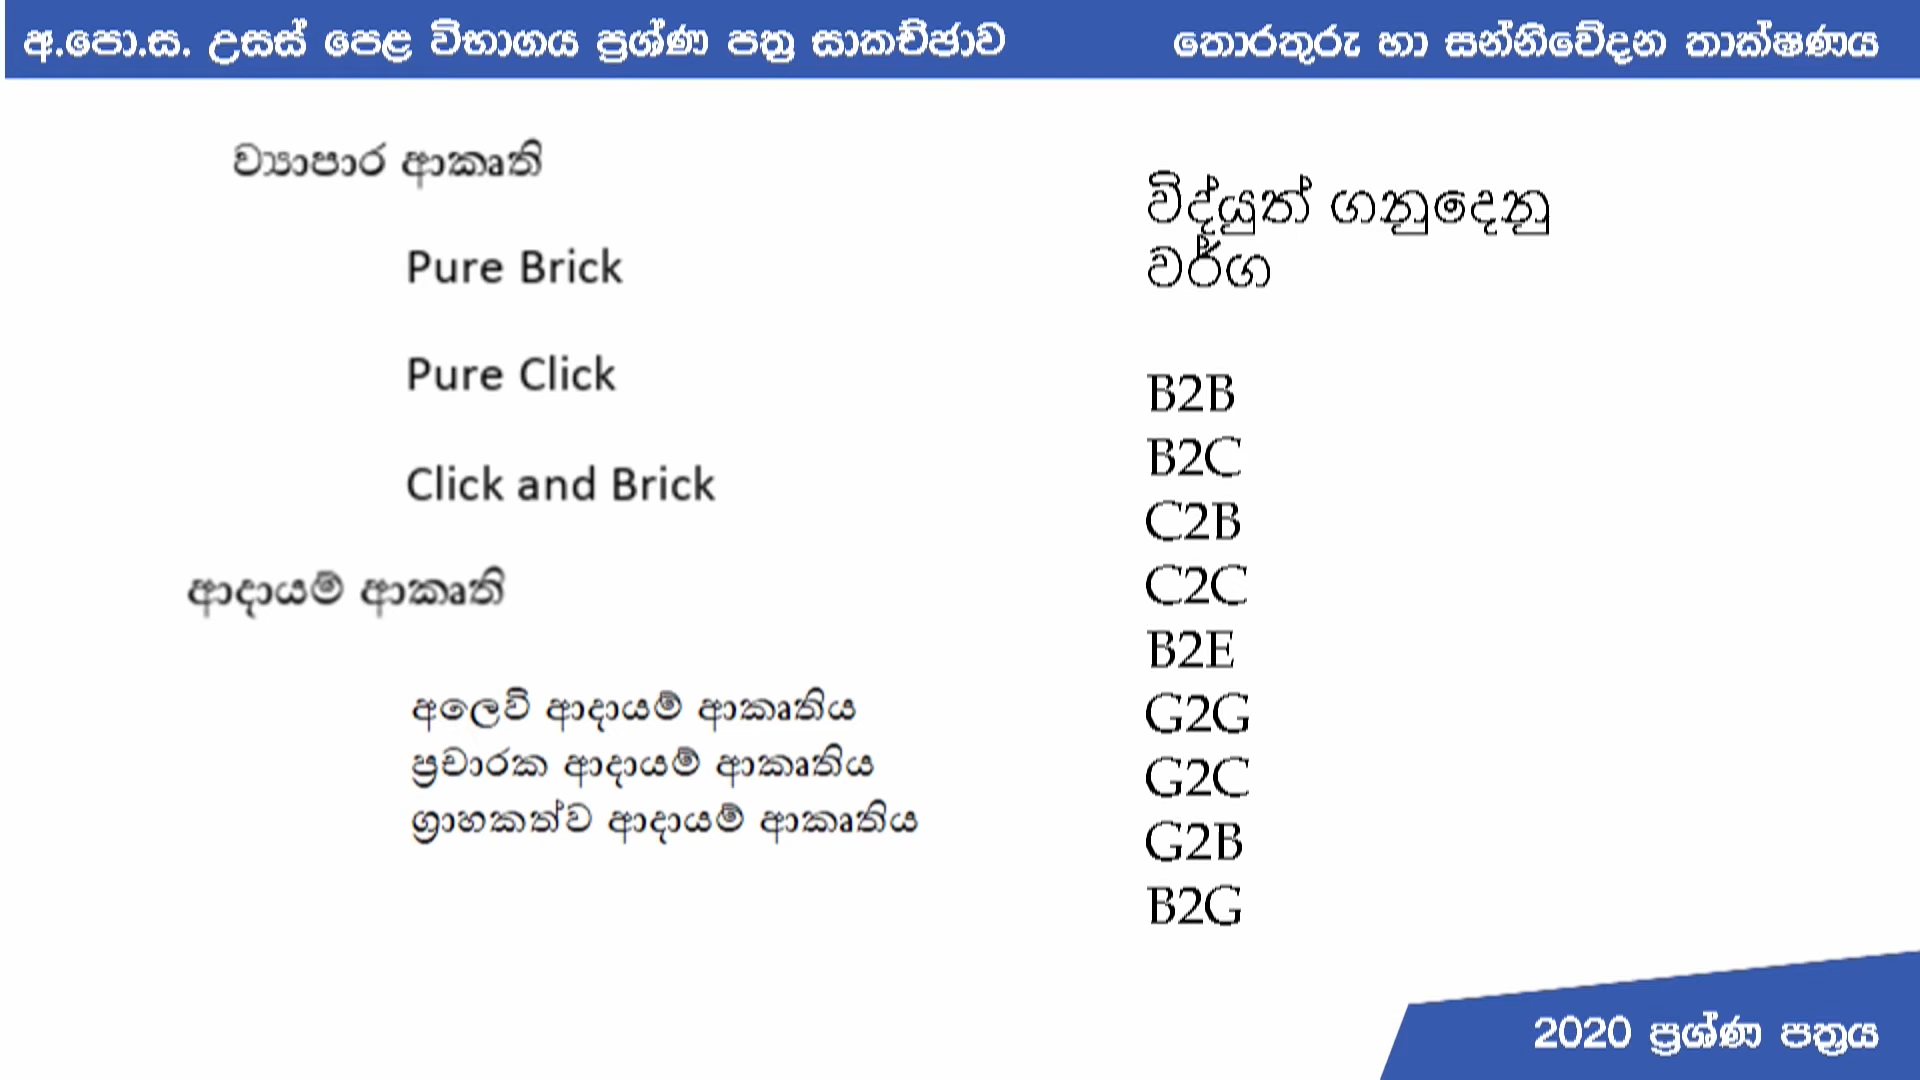 අ.පො.ස. උසස් පෙළ විභාගය ප්‍රශ්ණ පත්‍ර සාකච්ඡාව
තොරතුරු හා සන්නිවේදන තාක්ෂණය
ව්‍යාපාර ආකෘති
Pure Brick
Pure Click
Click and Brick
ආදායම් ආකෘති
අලෙවි ආදායම් ආකෘතිය
ප්‍රචාරක ආදායම් ආකෘතිය
ග්‍රාහකත්ව ආදායම් ආකෘතිය
විද්යුත් ගනුදෙනු
වර්ග
B2B
B2C
C2B
C2C
B2E
G2G
G2C
G2B
B2G
2020 ප්‍රශ්ණ පත්‍රය